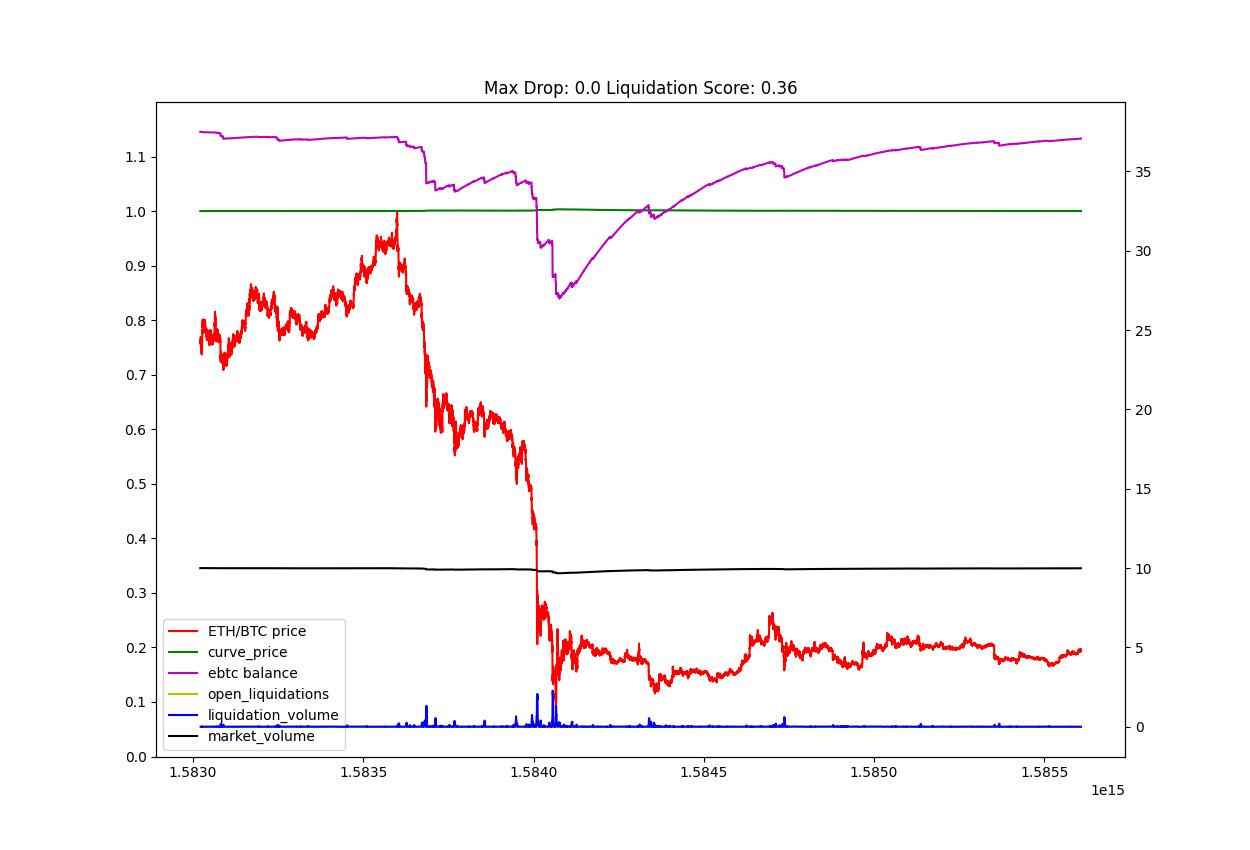 Max Drop: 0.0 Liquidation Score: 0.36
1.1
1.0
0.9
0.8
0.7
0.6
0.5
0.4
0.3
0.2
0.1
0.0
35
30
25
20
15
10
5
0
ETH/BTC price
curve_price
ebtc balance
open_liquidations
liquidation_volume
market_volume
1.5830 1.5835 1.5840 1.5845 1.5850 1.5855
1e15